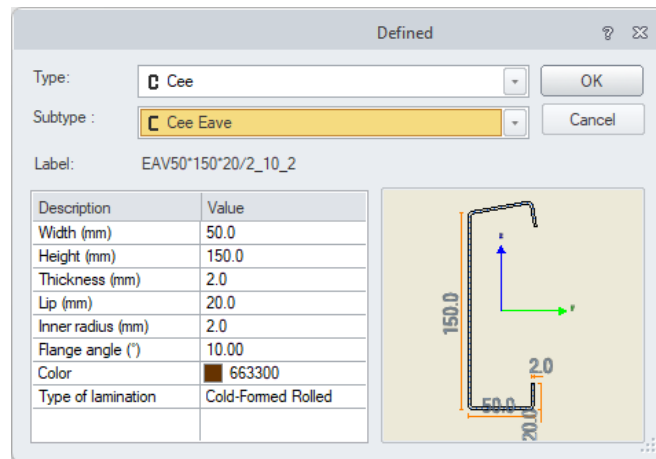 Defined
Type:
Cee
OK
Subtype :
Cee Eave
Cancel
Label:
EAV50*150*20/2_10_2
Description Value
Width (mm) 50.0
Height (mm) 150.0
Thickness (mm) 2.0
Lip (mm) 20.0
Inner radius (mm) 2.0
Flange angle (°) 10.00
Color 663300
Type of lamination Cold-Formed Rolled
150.0
2.0
50.0
20.0